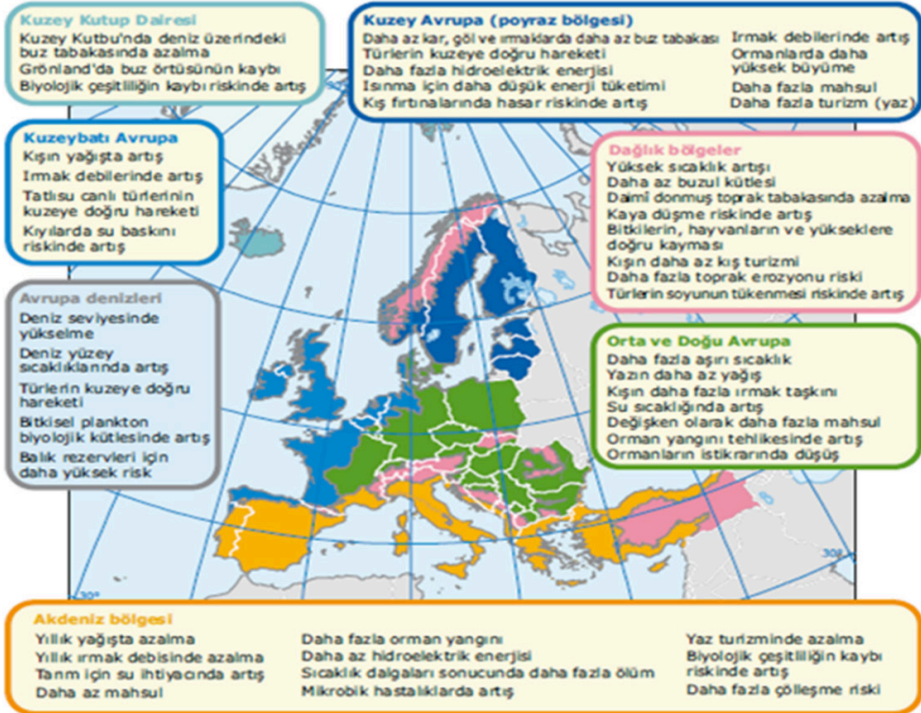 Kuzey Kutup Dairesi
Kuzey Kutbu'nda deniz üzerindeki
buz tabakasında azalma
Grönland'da buz örtüsünün kaybı
Biyolojik çeşitliliğin kaybı riskinde artış
Kuzey Avrupa (poyraz bölgesi)
Daha az kar, göl ve ırmaklarda daha az buz tabakası
Türlerin kuzeye doğru hareketi
Daha fazla hidroelektrik enerjisi
Isınma için daha düşük enerji tüketimi
Kış fırtınalarında hasar riskinde artış
Irmak debilerinde artış
Ormanlarda daha
yüksek büyüme
Daha fazla mahsul
Daha fazla turizm (yaz)
Kuzeybatı Avrupa
Kışın yağışta artış
Irmak debilerinde artış
Tatlısu canlı türlerinin
kuzeye doğru hareketi
Kıyılarda su baskını
riskinde artış
Dağlık bölgeler
Yüksek sıcaklık artışı
Daha az buzul kütlesi
Daimî donmuş toprak tabakasında azalma
Kaya düşme riskinde artış
Bitkilerin, hayvanların ve yükseklere
doğru kayması
Kışın daha az kış turizmi
Daha fazla toprak erozyonu riski
Türlerin soyunun tükenmesi riskinde artış
Avrupa denizleri
Deniz seviyesinde
yükselme
Deniz yüzey
sıcaklıklarınnda artış
Türlerin kuzeye doğru
hareketi
Bitkisel plankton
biyolojik kütlesinde artış
Balık rezervleri için
daha yüksek risk
Orta ve Doğu Avrupa
Daha fazla aşırı sıcaklık
Yazın daha az yağış
Kışın daha fazla ırmak taşkını
Su sıcaklığında artış
Değişken olarak daha fazla mahsul
Orman yangını tehlikesinde artış
Ormanların istikrarında düşüş
30°
30°
Akdeniz bölgesi
Yıllık yağışta azalma
Yıllık ırmak debisinde azalma
Tarım için su ihtiyacında artış
Daha az mahsul
Daha fazla orman yangını
Daha az hidroelektrik enerjisi
Sıcaklık dalgaları sonucunda daha fazla ölüm
Mikrobik hastalıklarda artış
Yaz turizminde azalma
Biyolojik çeşitliliğin kaybı
riskinde artış
Daha fazla çölleşme riski